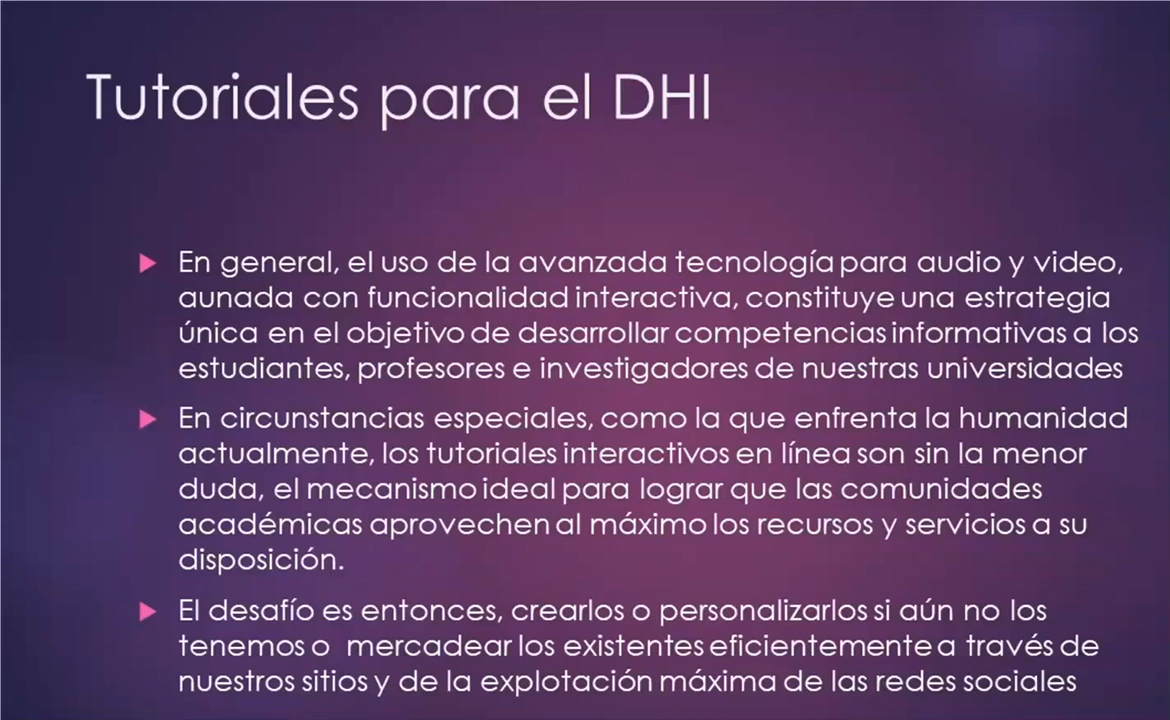 Tutoriales para el DHI
En general, el uso de la avanzada tecnología para audio y video,
aunada con funcionalidad interactiva, constituye una estrategia
única en el objetivo de desarrollar competencias informativas a los
estudiantes, profesores e investigadores de nuestras universidades
En circunstancias especiales, como la que enfrenta la humanidad
actualmente, los tutoriales interactivos en línea son sin la menor
duda, el mecanismo ideal para lograr que las comunidades
académicas aprovechen al máximo los recursos y servicios a su
disposición.
El desafío es entonces, crearlos o personalizarlos si aún no los
tenemos o mercadear los existentes eficientemente a través de
nuestros sitios y de la explotación máxima de las redes sociales